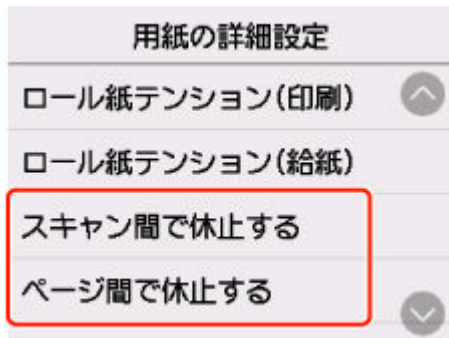 用紙の詳細設定
ロール紙テンション(印刷)
ロール紙テンション(給紙)
スキャン間で休止する
ページ間で休止する